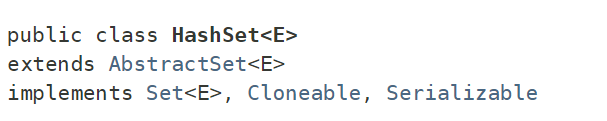 public class HashSet<E>
extends AbstractSet<E>
implements Set<E>, Cloneable, Serializable